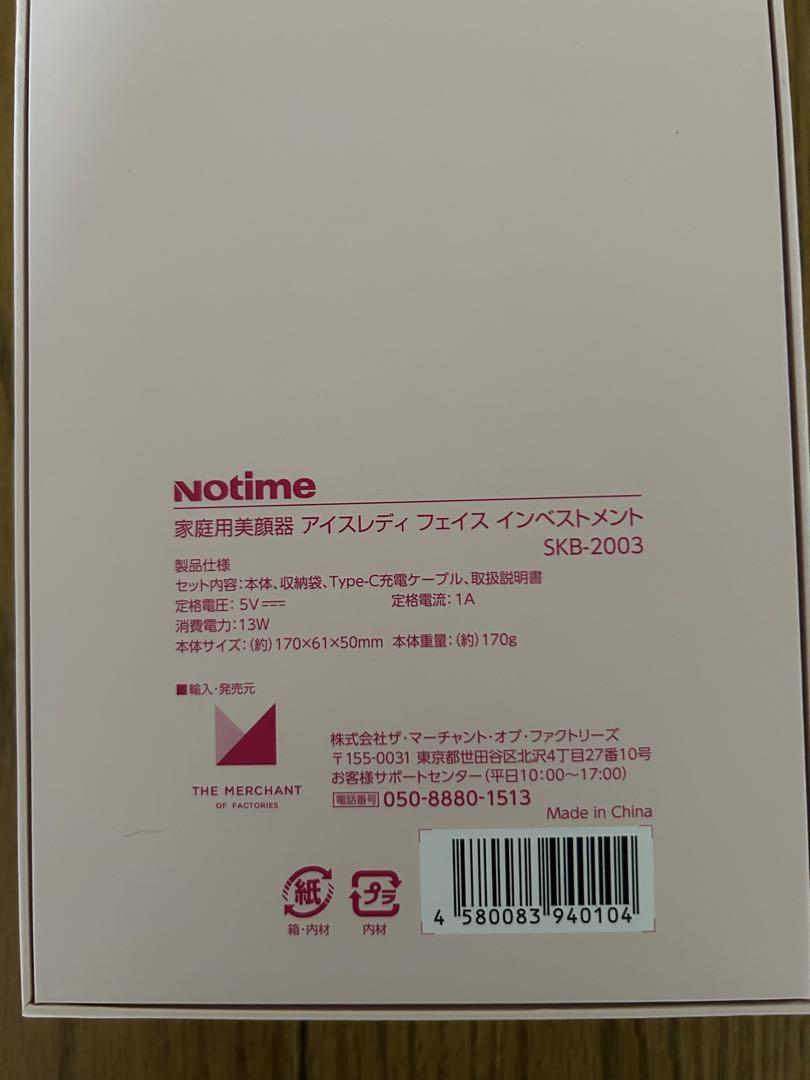 Notime
家庭用美顔器 アイスレディ フェイス インベストメント
SKB-2003
製品仕様
セット内容：本体、収納袋、Type-C充電ケーブル、取扱説明書
定格電圧：5V⎓ 定格電流：1A
消費電力：13W
本体サイズ：(約)170×61×50mm 本体重量：(約)170g
■輸入・発売元
THE MERCHANT
OF FACTORIES
株式会社ザ・マーチャント・オブ・ファクトリーズ
〒155-0031 東京都世田谷区北沢4丁目27番10号
お客様サポートセンター（平日10：00〜17：00）
電話番号 050-8880-1513
Made in China
紙
箱・内材
プラ
内材
4 580083 940104